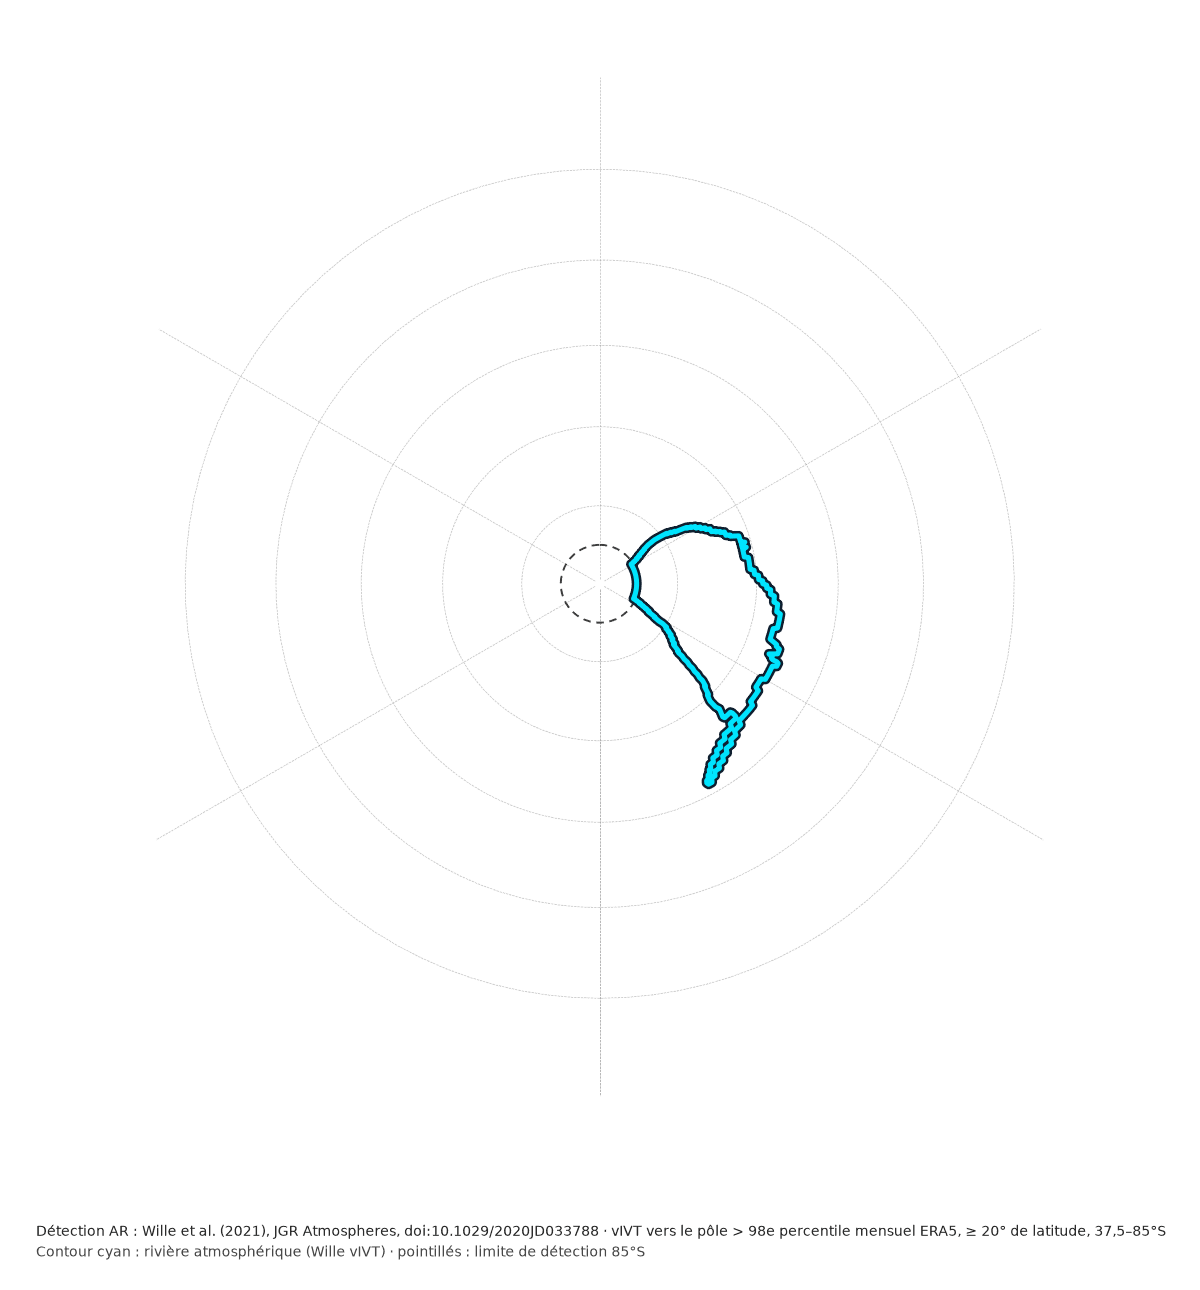 Détection AR : Wille et al. (2021), JGR Atmospheres, doi:10.1029/2020JD033788 · vIVT vers le pôle > 98e percentile mensuel ERA5, ≥ 20° de latitude, 37,5–85°S
Contour cyan : rivière atmosphérique (Wille vIVT) · pointillés : limite de détection 85°S